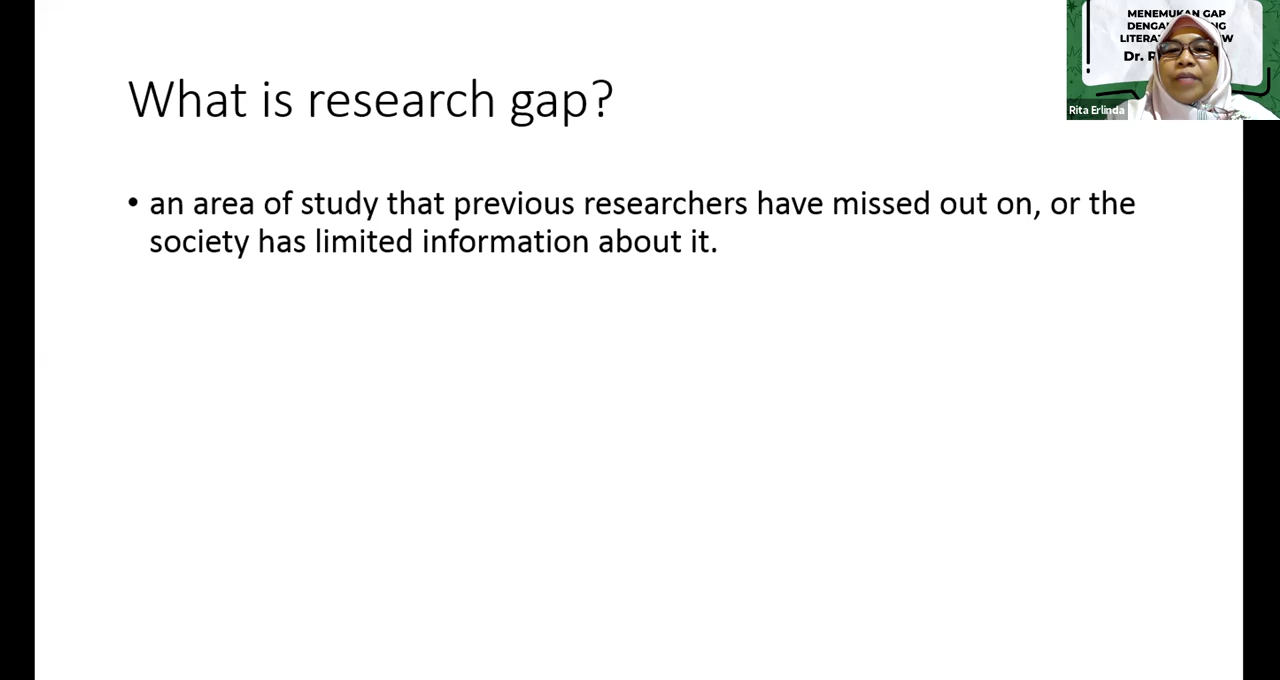 What is research gap?
• an area of study that previous researchers have missed out on, or the
society has limited information about it.
MENEMUKAN GAP
Dr.
Rita Erlinda